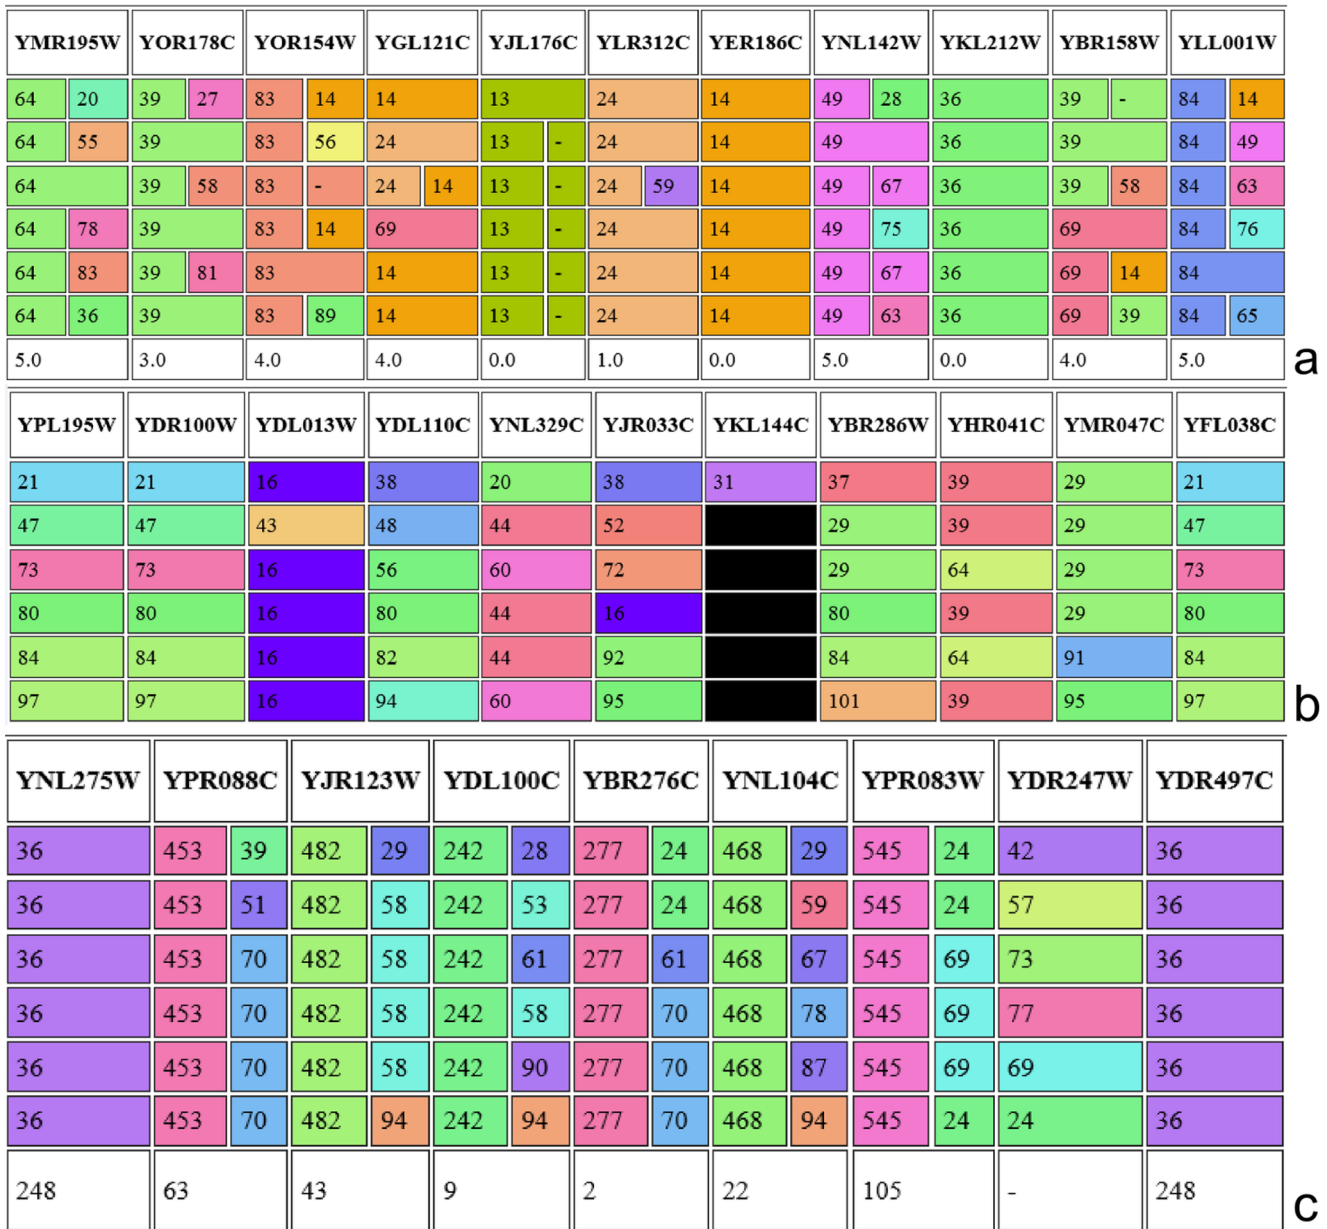 YMR195W YOR178C YOR154W YGL121C YJL176C YLR312C YER186C YNL142W YKL212W YBR158W YLL001W
64 20 39 27 83 14 14 13 24 14 49 28 36 39 - 84 14
64 55 39 83 56 24 13 - 24 14 49 36 39 84 49
64 39 58 83 - 24 14 13 - 24 59 14 49 67 36 39 58 84 63
64 78 39 83 14 69 13 - 24 14 49 75 36 69 84 76
64 83 39 81 83 14 13 - 24 14 49 67 36 69 14 84
64 36 39 83 89 14 13 - 24 14 49 63 36 69 39 84 65
5.0 3.0 4.0 4.0 0.0 1.0 0.0 5.0 0.0 4.0 5.0 a
YPL195W YDR100W YDL013W YDL110C YNL329C YJR033C YKL144C YBR286W YHR041C YMR047C YFL038C
21 21 16 38 20 38 31 37 39 29 21
47 47 43 48 44 52 29 39 29 47
73 73 16 56 60 72 29 64 29 73
80 80 16 80 44 16 80 39 29 80
84 84 16 82 44 92 84 64 91 84
97 97 16 94 60 95 101 39 95 97 b
YNL275W YPR088C YJR123W YDL100C YBR276C YNL104C YPR083W YDR247W YDR497C
36 453 39 482 29 242 28 277 24 468 29 545 24 42 36
36 453 51 482 58 242 53 277 24 468 59 545 24 57 36
36 453 70 482 58 242 61 277 61 468 67 545 69 73 36
36 453 70 482 58 242 58 277 70 468 78 545 69 77 36
36 453 70 482 58 242 90 277 70 468 87 545 69 69 36
36 453 70 482 94 242 94 277 70 468 94 545 24 24 36
248 63 43 9 2 22 105 - 248 c